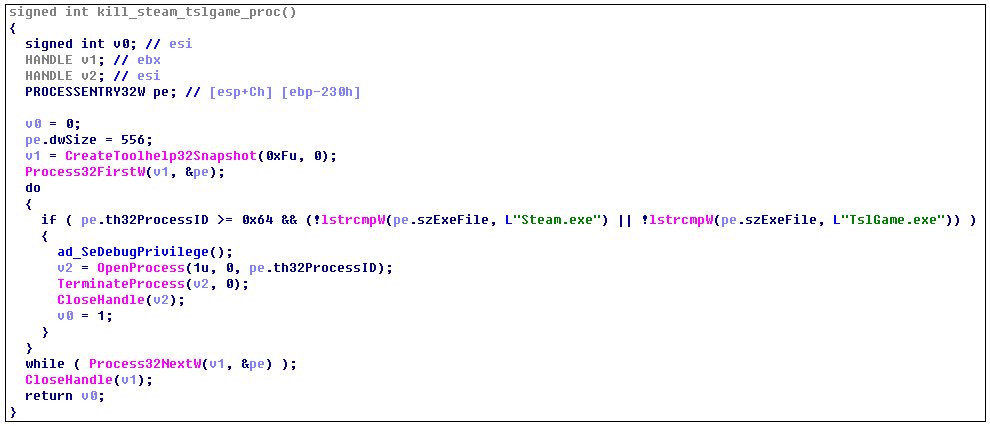 signed int kill_steam_tslgame_proc()
{
signed int v0; // esi
HANDLE v1; // ebx
HANDLE v2; // esi
PROCESSENTRY32W pe; // [esp+Ch] [ebp-230h]
v0 = 0;
pe.dwSize = 556;
v1 = CreateToolhelp32Snapshot(0xFu, 0);
Process32FirstW(v1, &pe);
do
{
if ( pe.th32ProcessID >= 0x64 && (!lstrcmpW(pe.szExeFile, L"Steam.exe") || !lstrcmpW(pe.szExeFile, L"TslGame.exe")) )
{
ad_SeDebugPrivilege();
v2 = OpenProcess(1u, 0, pe.th32ProcessID);
TerminateProcess(v2, 0);
CloseHandle(v2);
v0 = 1;
}
}
while ( Process32NextW(v1, &pe) );
CloseHandle(v1);
return v0;
}